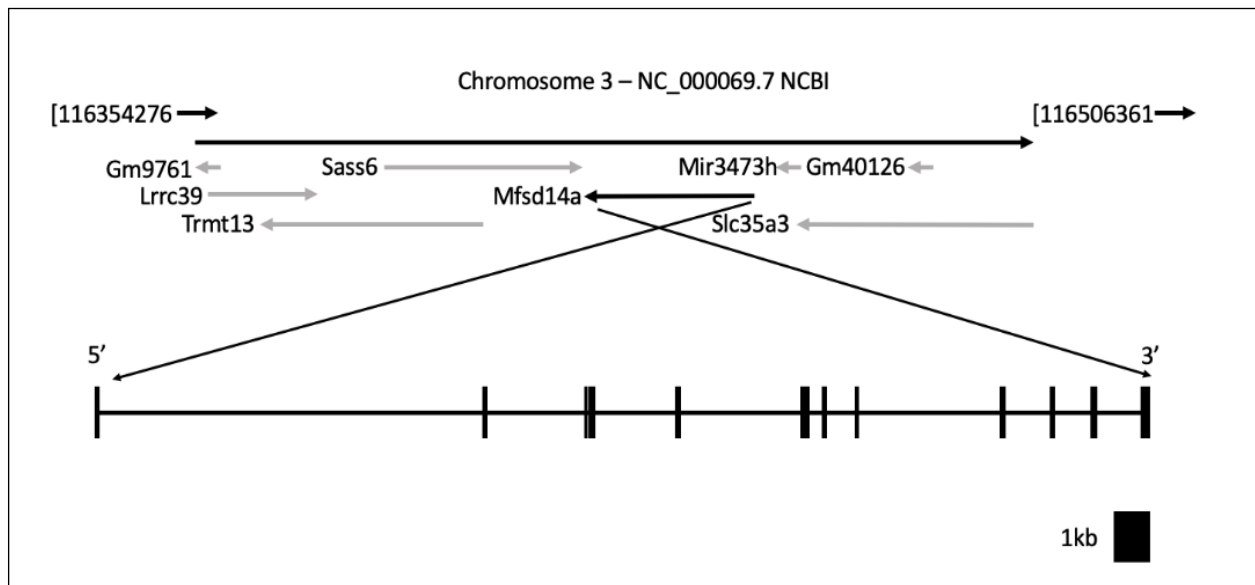 Chromosome 3 – NC_000069.7 NCBI
[116354276 [116506361
Gm9761 Sass6 Mir3473h Gm40126
Lrrc39 Mfsd14a
Trmt13 Slc35a3
5’ 3’
1kb